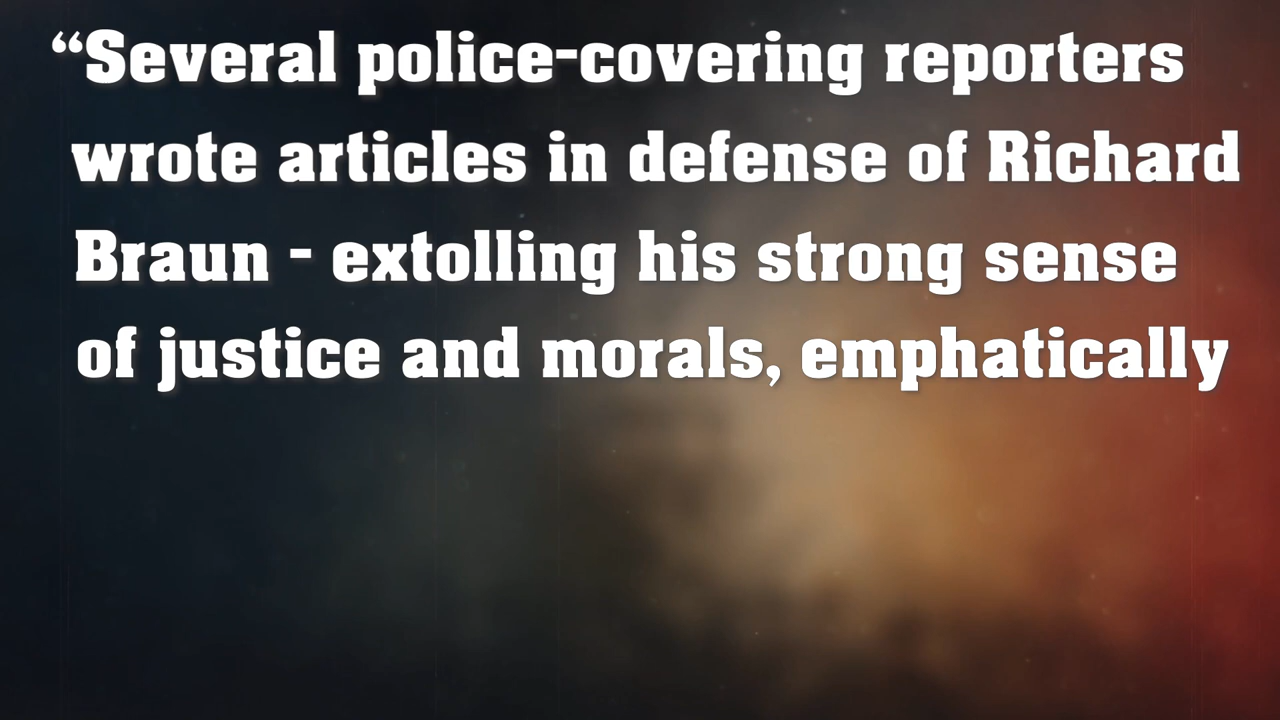 “Several police-covering reporters
wrote articles in defense of Richard
Braun - extolling his strong sense
of justice and morals, emphatically